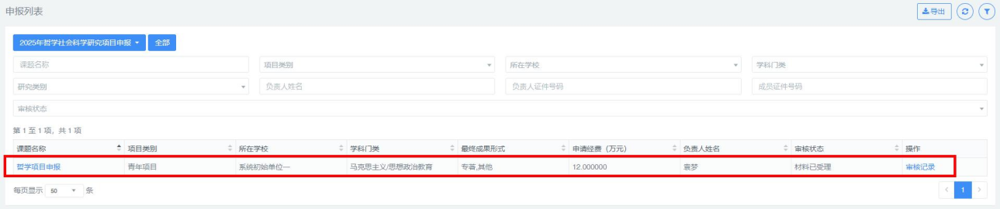 申报列表 导出
2025年哲学社会科学研究项目申报 全部
课题名称 项目类别 所在学校 学科门类
研究类别 负责人姓名 负责人证件号码 成员证件号码
审核状态
第 1 至 1 项，共 1 项
课题名称 项目类别 所在学校 学科门类 最终成果形式 申请经费（万元） 负责人姓名 审核状态 操作
哲学项目申报 青年项目 系统初始单位一 马克思主义/思想政治教育 专著,其他 12.000000 袁梦 材料已受理 审核记录
每页显示 50 条 < 1 >